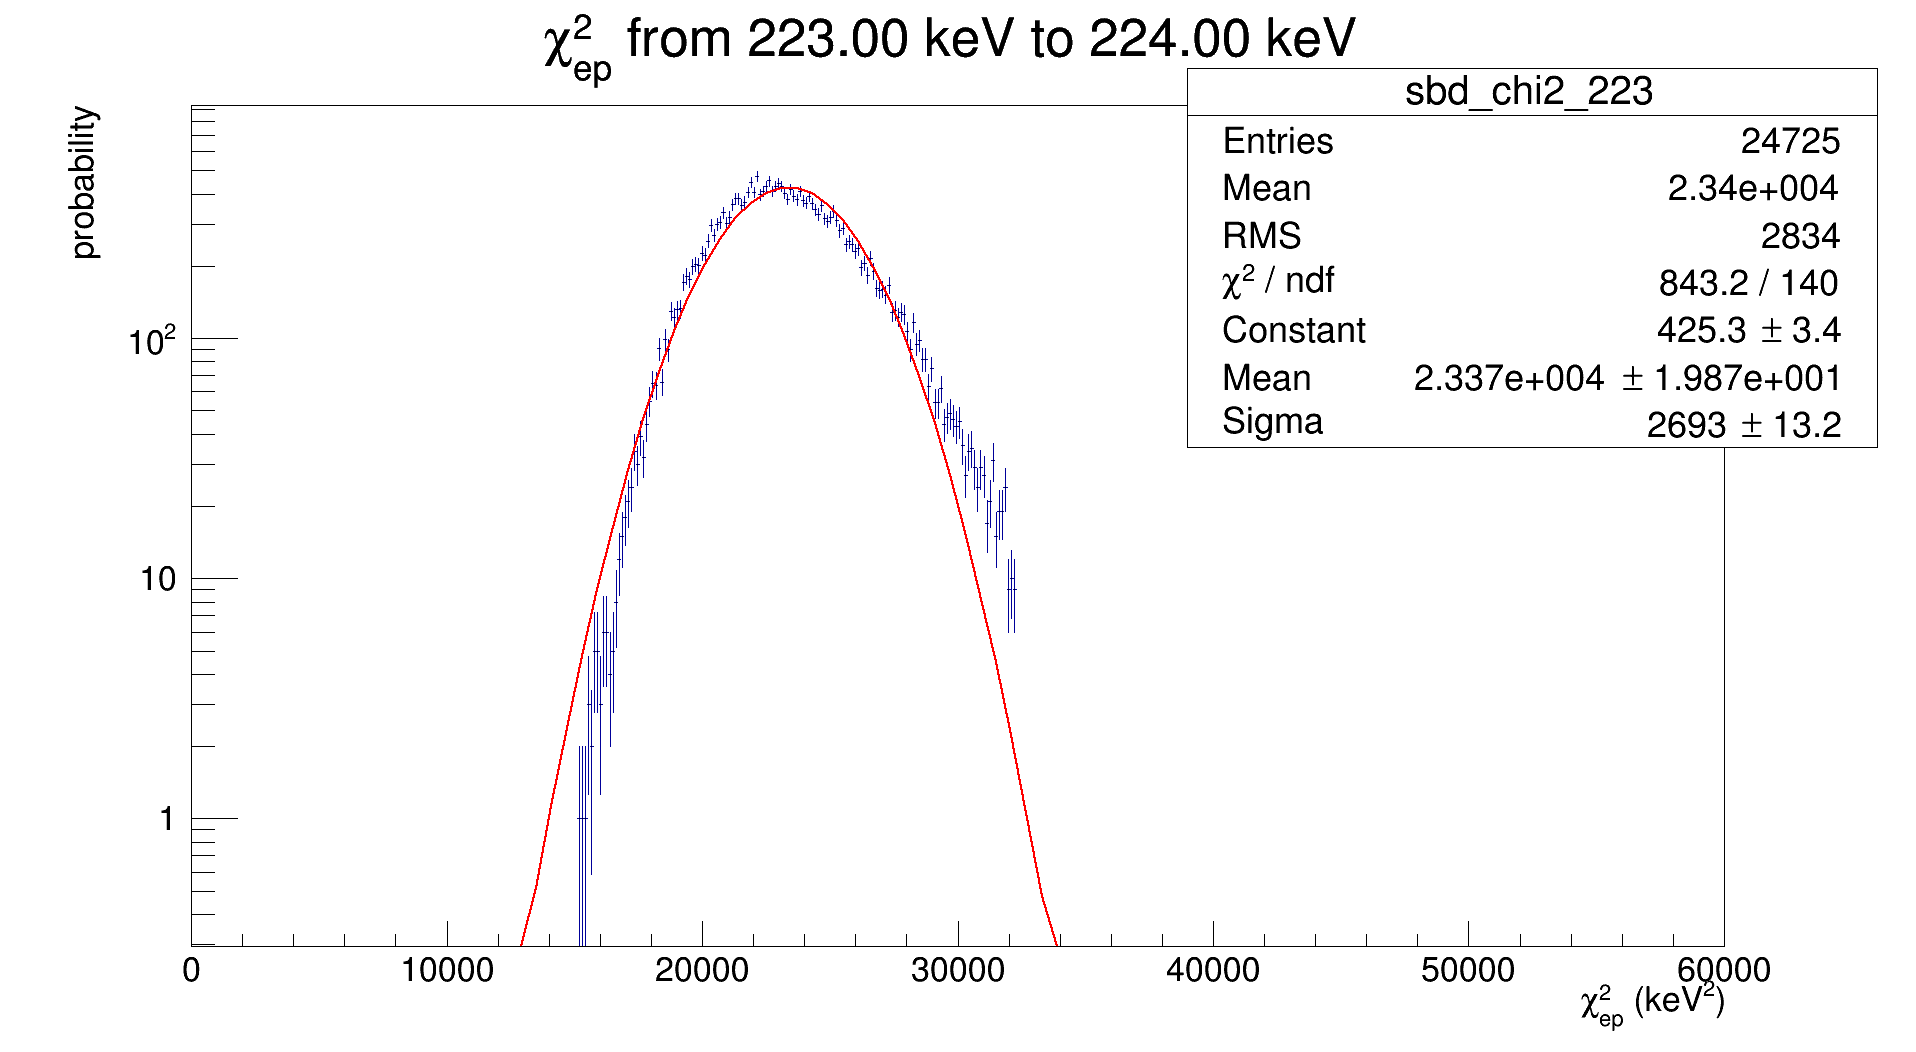 χ²ep from 223.00 keV to 224.00 keV
sbd_chi2_223
Entries 24725
Mean 2.34e+004
RMS 2834
χ² / ndf 843.2 / 140
Constant 425.3 ± 3.4
Mean 2.337e+004 ± 1.987e+001
Sigma 2693 ± 13.2
probability
10²
10
1
0 10000 20000 30000 40000 50000 60000
χ²ep (keV²)